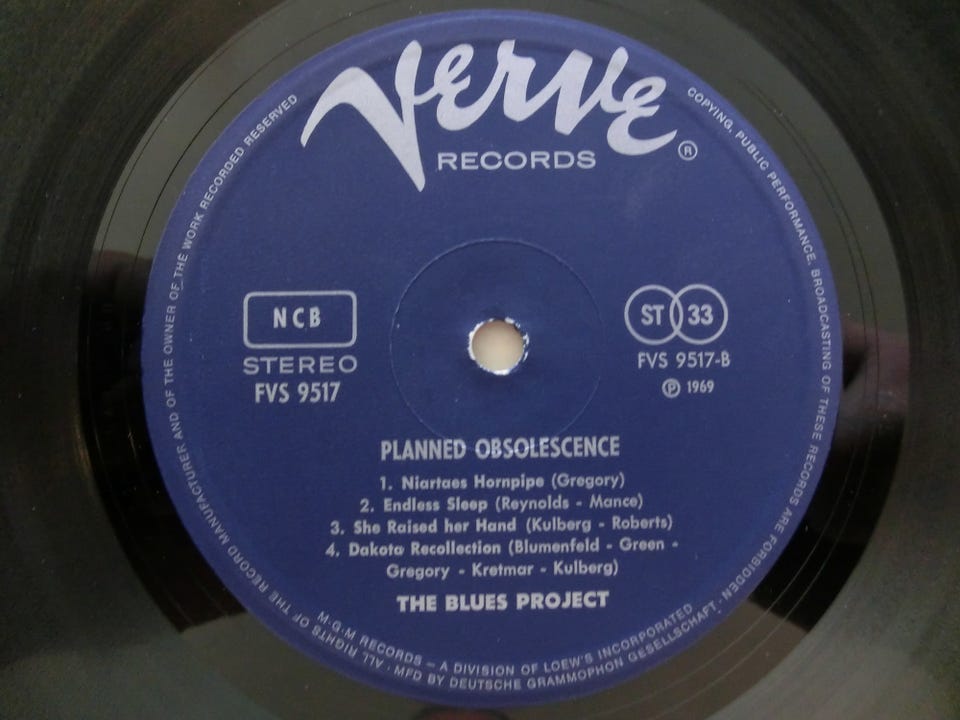 Verve
RECORDS ®
NCB
STEREO
FVS 9517
ST 33
FVS 9517-B
℗ 1969
PLANNED OBSOLESCENCE
1. Niartaes Hornpipe (Gregory)
2. Endless Sleep (Reynolds - Mance)
3. She Raised her Hand (Kulberg - Roberts)
4. Dakota Recollection (Blumenfeld - Green -
Gregory - Kretmar - Kulberg)
THE BLUES PROJECT
M·G·M RECORDS – A DIVISION OF LOEW'S INCORPORATED
MFD BY DEUTSCHE GRAMMOPHON GESELLSCHAFT · ALL RIGHTS OF THE RECORD MANUFACTURER AND OF THE OWNER OF THE WORK RECORDED RESERVED
COPYING, PUBLIC PERFORMANCE, BROADCASTING OF THESE RECORDS ARE FORBIDDEN